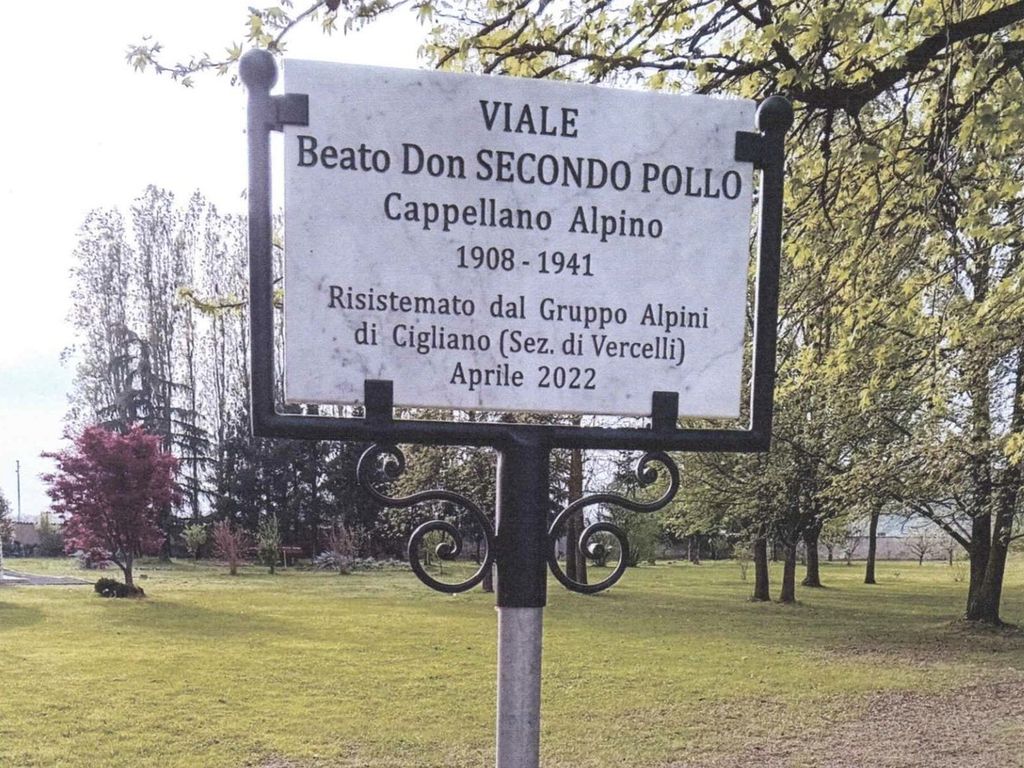 VIALE
Beato Don SECONDO POLLO
Cappellano Alpino
1908 - 1941
Risistemato dal Gruppo Alpini
di Cigliano (Sez. di Vercelli)
Aprile 2022